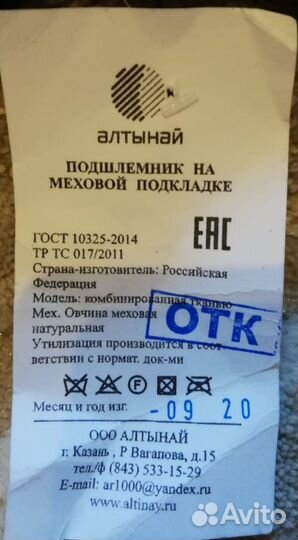 АЛТЫНАЙ
ПОДШЛЕМНИК НА
МЕХОВОЙ ПОДКЛАДКЕ
ГОСТ 10325-2014
ТР ТС 017/2011
EAC
Страна-изготовитель: Российская
Федерация
Модель: комбинированная тканью
Мех. Овчина меховая
натуральная
ОТК
Утилизация производится в соот
ветствии с нормат. док-ми
Месяц и год изг. -09 20
ООО АЛТЫНАЙ
г. Казань , Р Вагапова, д.15
тел./ф (843) 533-15-29
E-mail: ar1000@yandex.ru
www.altinay.ru
Avito